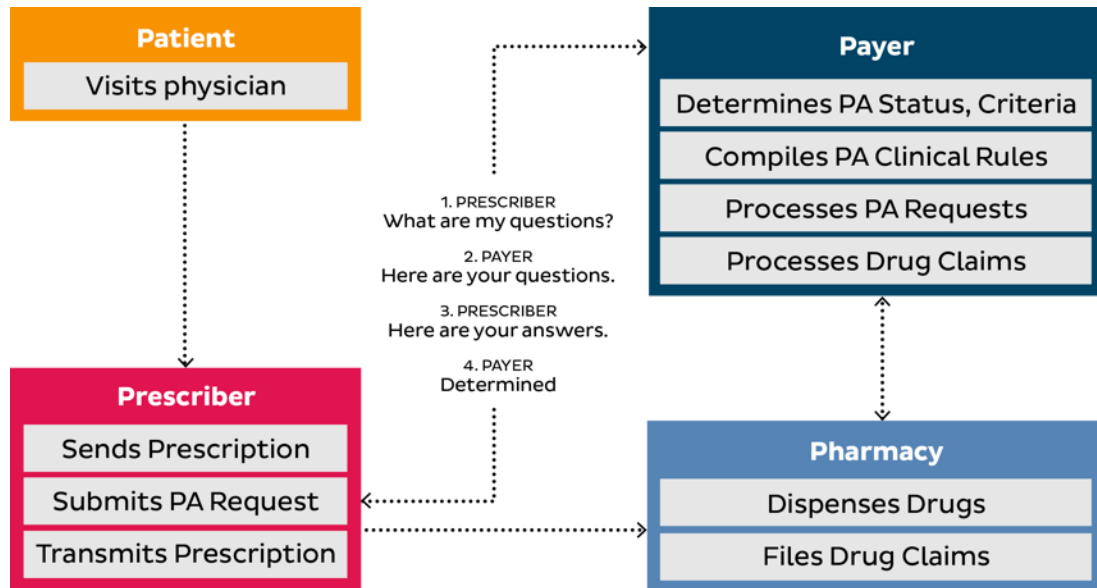 Patient
Visits physician
Payer
Determines PA Status, Criteria
Compiles PA Clinical Rules
Processes PA Requests
Processes Drug Claims
1. PRESCRIBER
What are my questions?
2. PAYER
Here are your questions.
3. PRESCRIBER
Here are your answers.
4. PAYER
Determined
Prescriber
Sends Prescription
Submits PA Request
Transmits Prescription
Pharmacy
Dispenses Drugs
Files Drug Claims